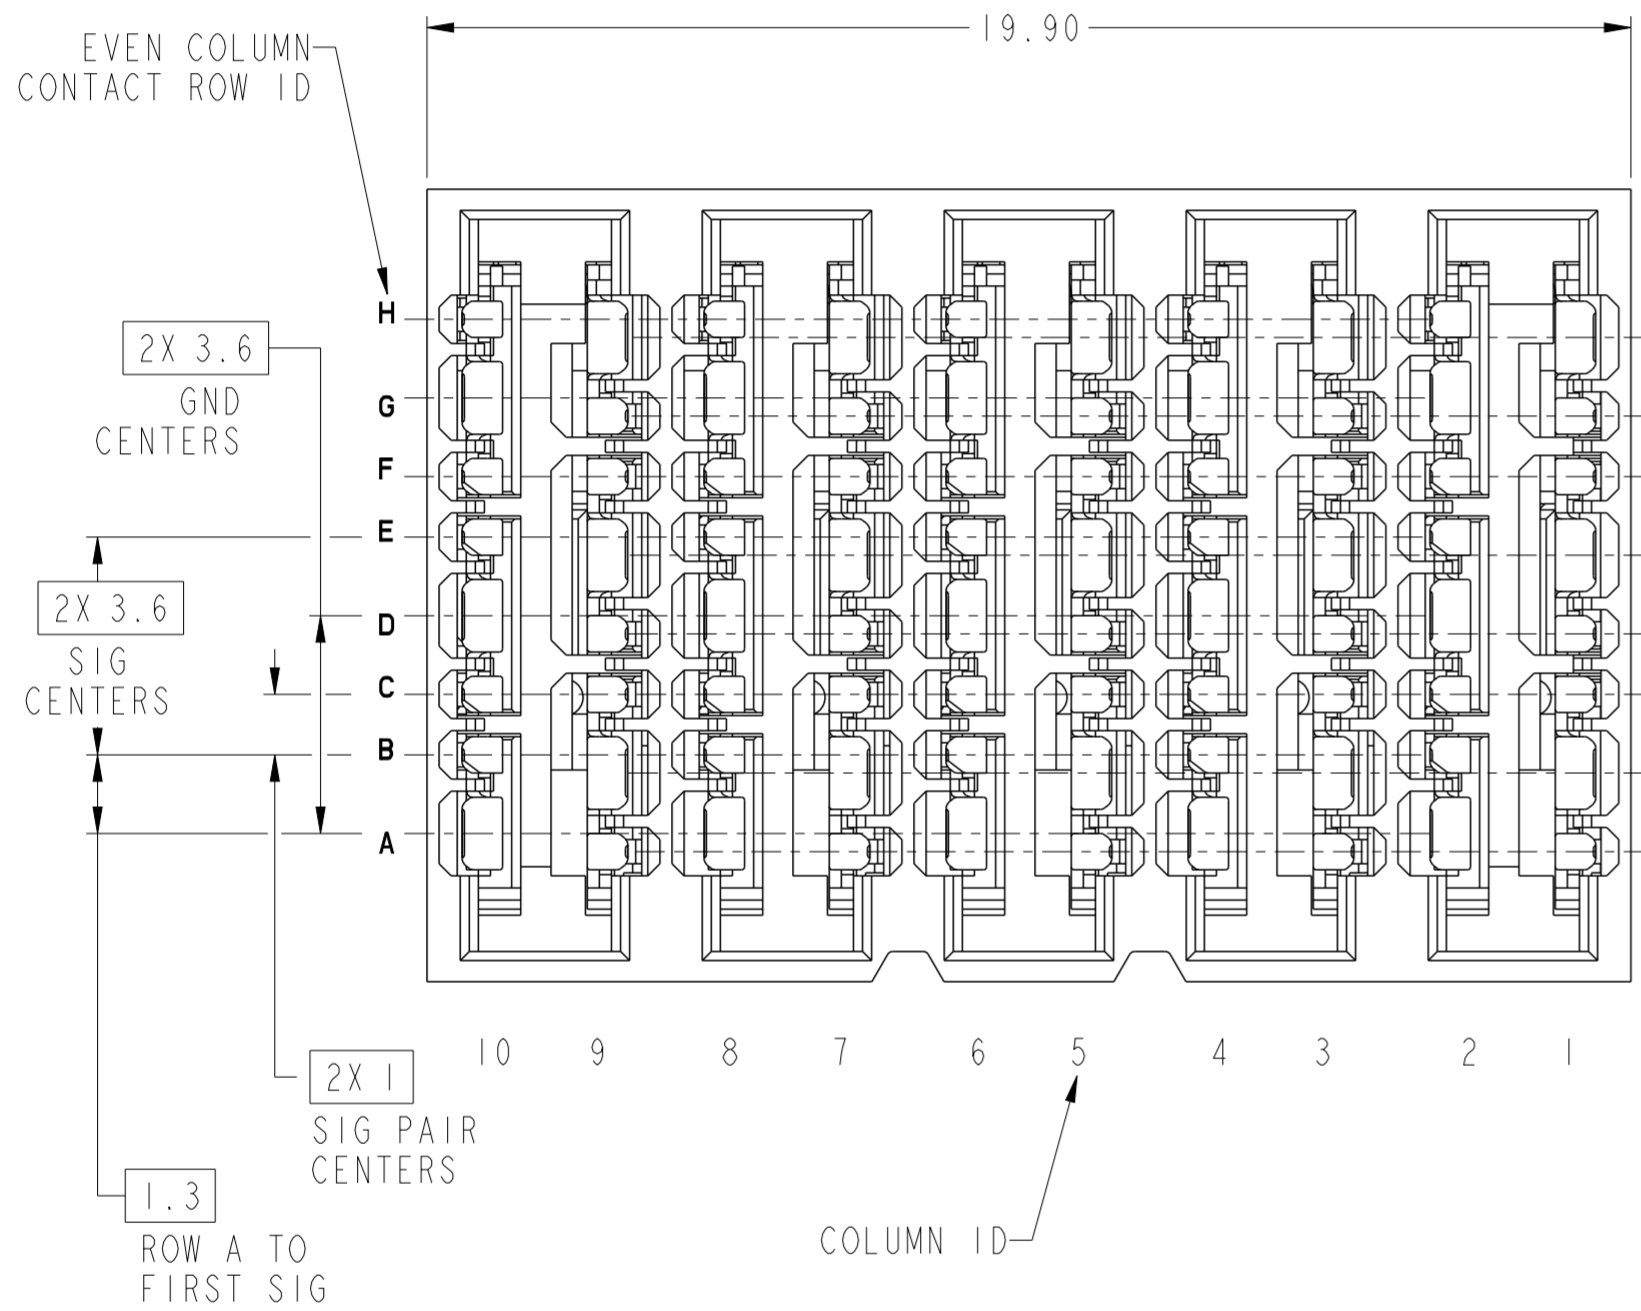 19.90
EVEN COLUMN
CONTACT ROW ID
H
2X 3.6
GND
CENTERS
G
F
E
2X 3.6
SIG
CENTERS
D
C
B
A
10 9 8 7 6 5 4 3 2 1
2X 1
SIG PAIR
CENTERS
1.3
ROW A TO
FIRST SIG
COLUMN ID